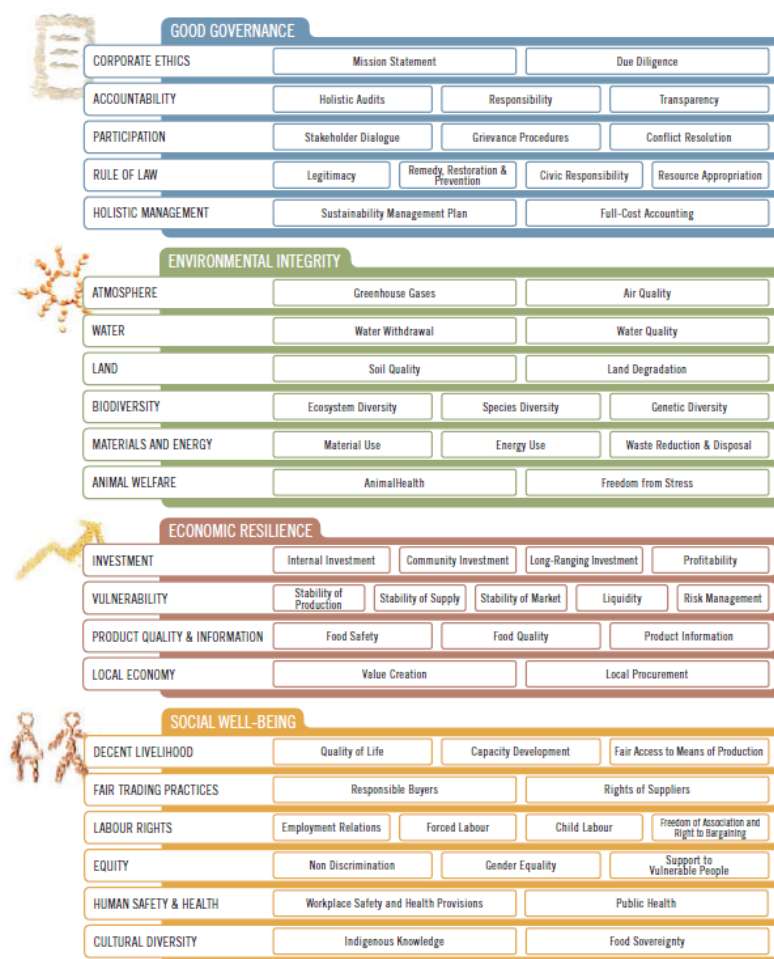 GOOD GOVERNANCE
CORPORATE ETHICS Mission Statement Due Diligence
ACCOUNTABILITY Holistic Audits Responsibility Transparency
PARTICIPATION Stakeholder Dialogue Grievance Procedures Conflict Resolution
RULE OF LAW Legitimacy Remedy, Restoration & Prevention Civic Responsibility Resource Appropriation
HOLISTIC MANAGEMENT Sustainability Management Plan Full-Cost Accounting
ENVIRONMENTAL INTEGRITY
ATMOSPHERE Greenhouse Gases Air Quality
WATER Water Withdrawal Water Quality
LAND Soil Quality Land Degradation
BIODIVERSITY Ecosystem Diversity Species Diversity Genetic Diversity
MATERIALS AND ENERGY Material Use Energy Use Waste Reduction & Disposal
ANIMAL WELFARE AnimalHealth Freedom from Stress
ECONOMIC RESILIENCE
INVESTMENT Internal Investment Community Investment Long-Ranging Investment Profitability
VULNERABILITY Stability of Production Stability of Supply Stability of Market Liquidity Risk Management
PRODUCT QUALITY & INFORMATION Food Safety Food Quality Product Information
LOCAL ECONOMY Value Creation Local Procurement
SOCIAL WELL-BEING
DECENT LIVELIHOOD Quality of Life Capacity Development Fair Access to Means of Production
FAIR TRADING PRACTICES Responsible Buyers Rights of Suppliers
LABOUR RIGHTS Employment Relations Forced Labour Child Labour Freedom of Association and Right to Bargaining
EQUITY Non Discrimination Gender Equality Support to Vulnerable People
HUMAN SAFETY & HEALTH Workplace Safety and Health Provisions Public Health
CULTURAL DIVERSITY Indigenous Knowledge Food Sovereignty